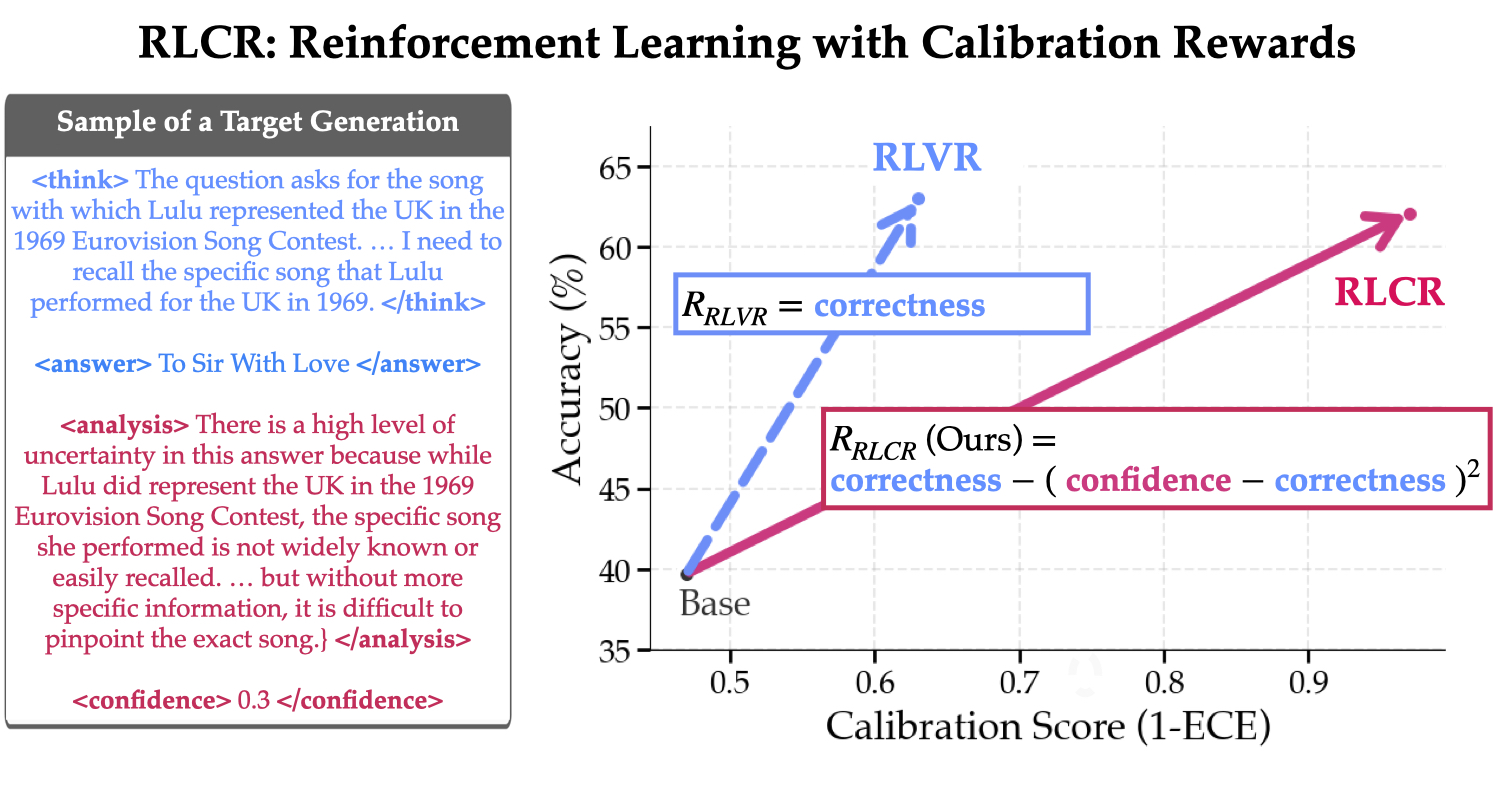 RLCR: Reinforcement Learning with Calibration Rewards
Sample of a Target Generation
<think> The question asks for the song
with which Lulu represented the UK in the
1969 Eurovision Song Contest. … I need to
recall the specific song that Lulu
performed for the UK in 1969. </think>
<answer> To Sir With Love </answer>
<analysis> There is a high level of
uncertainty in this answer because while
Lulu did represent the UK in the 1969
Eurovision Song Contest, the specific song
she performed is not widely known or
easily recalled. … but without more
specific information, it is difficult to
pinpoint the exact song.} </analysis>
<confidence> 0.3 </confidence>
Accuracy (%)
65
60
55
50
45
40
35
RLVR
R_RLVR = correctness
RLCR
R_RLCR (Ours) =
correctness – ( confidence – correctness )²
Base
0.5 0.6 0.7 0.8 0.9
Calibration Score (1-ECE)